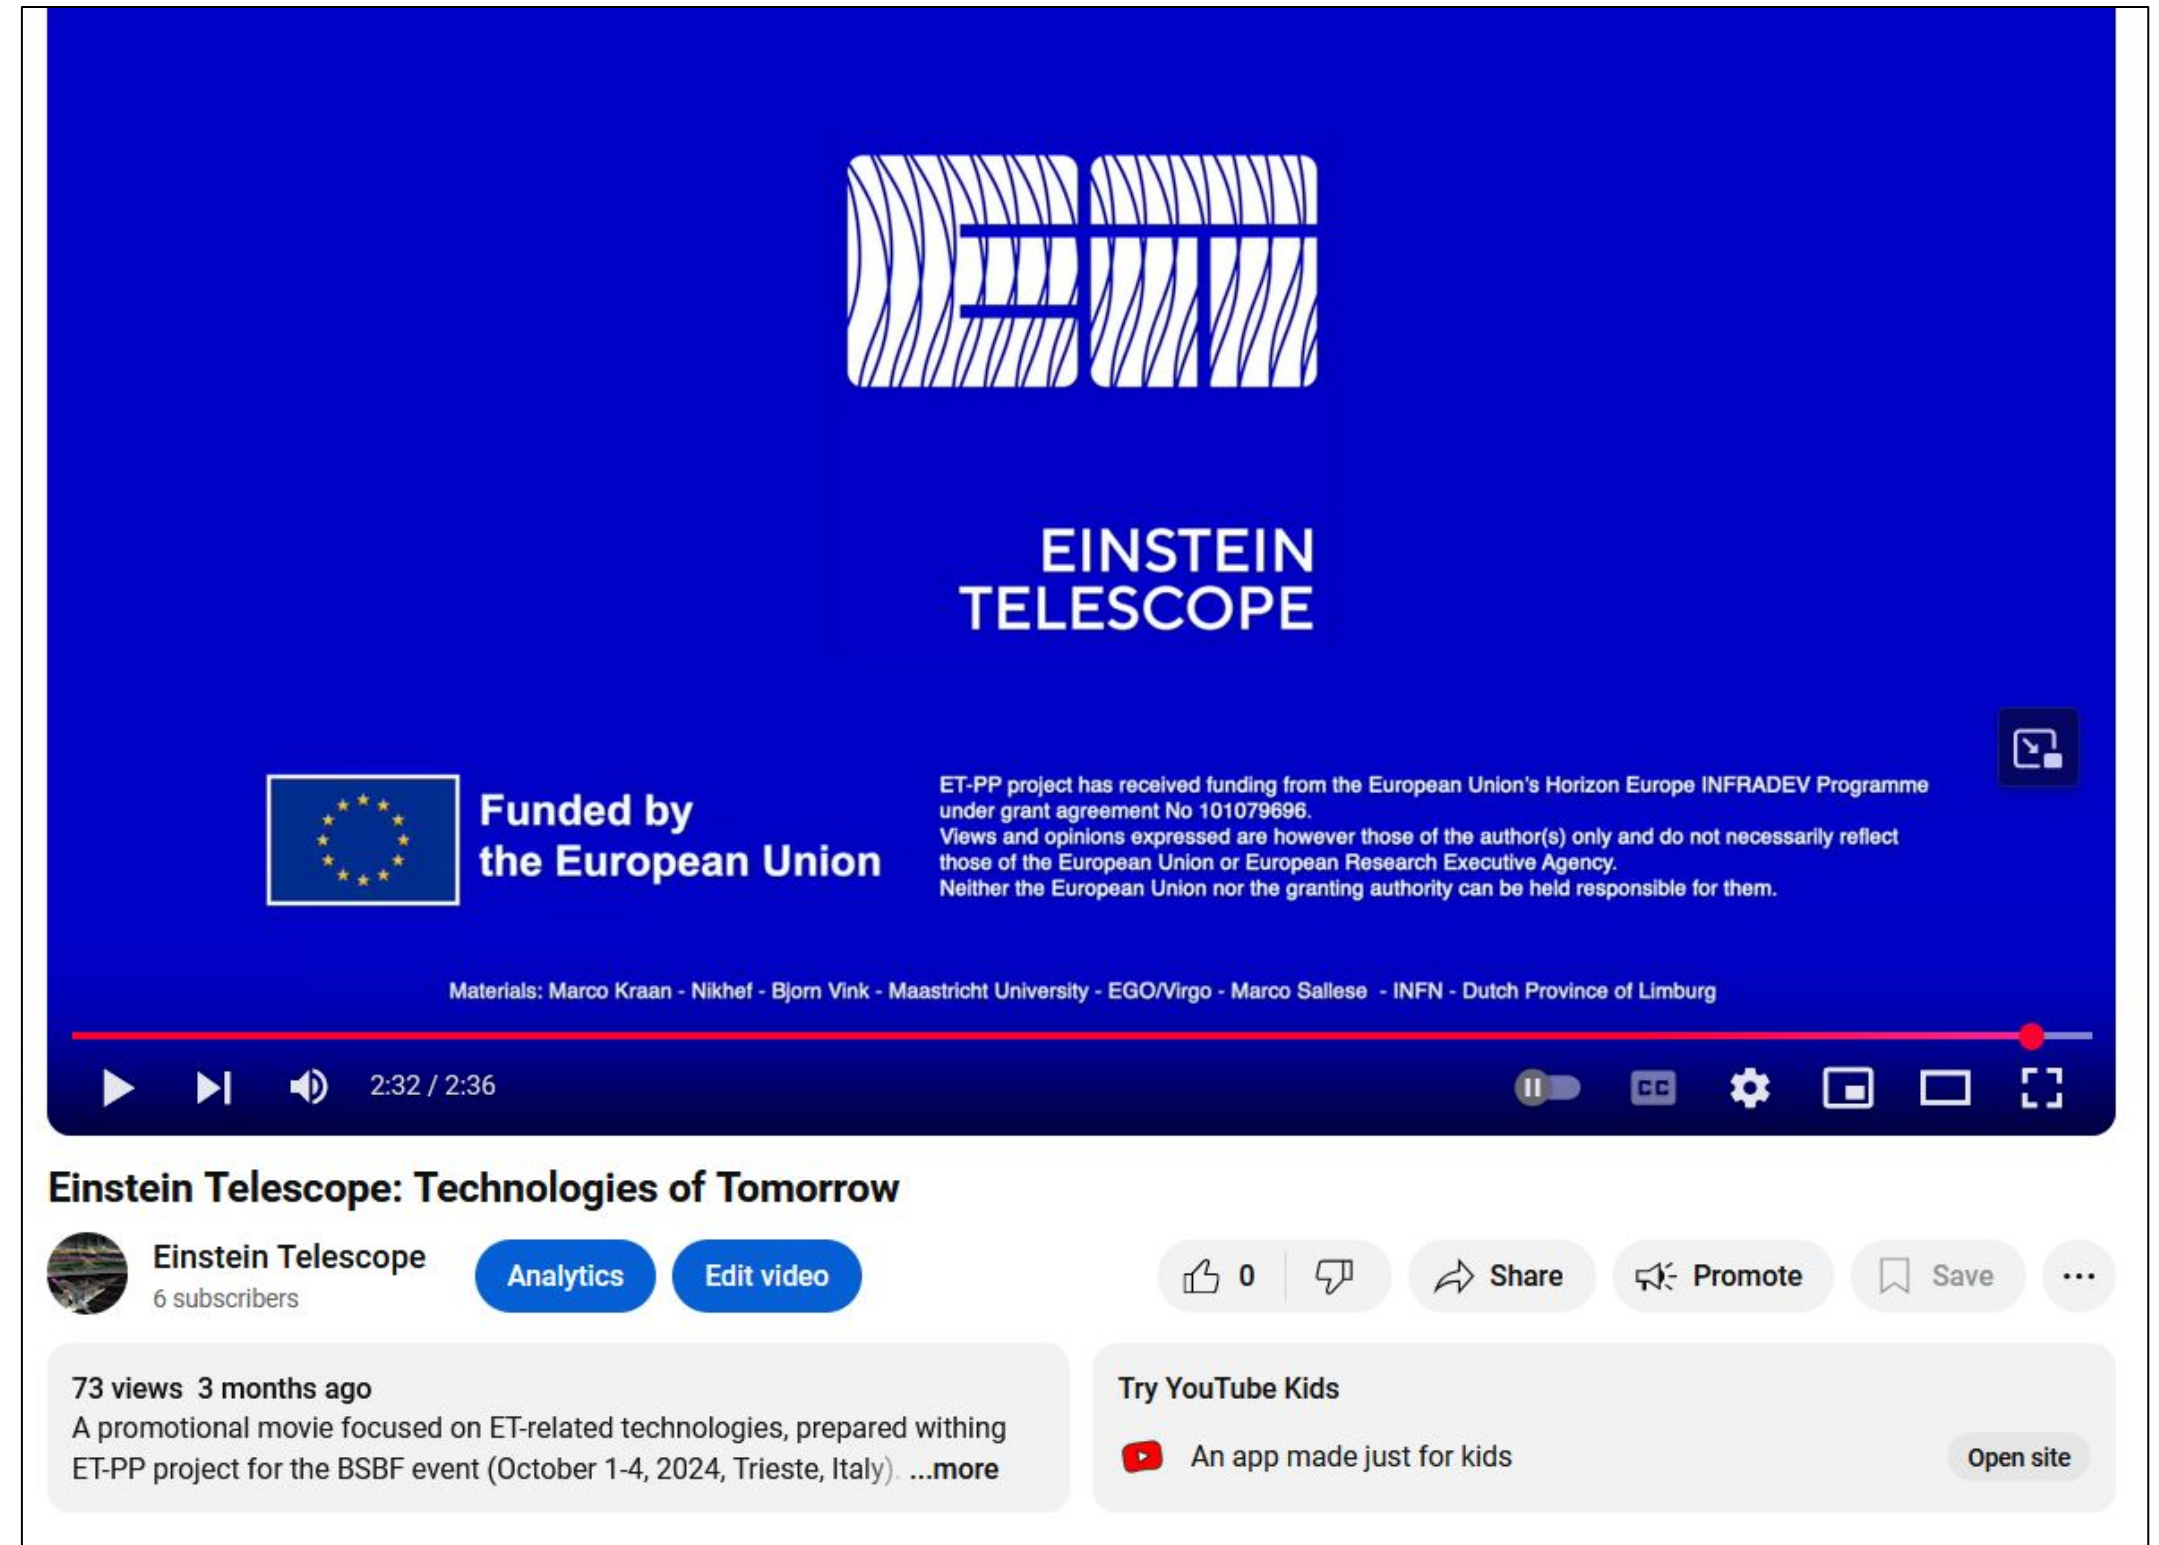 ET
EINSTEIN
TELESCOPE
Funded by
the European Union
ET-PP project has received funding from the European Union's Horizon Europe INFRADEV Programme
under grant agreement No 101079696.
Views and opinions expressed are however those of the author(s) only and do not necessarily reflect
those of the European Union or European Research Executive Agency.
Neither the European Union nor the granting authority can be held responsible for them.
Materials: Marco Kraan - Nikhef - Bjorn Vink - Maastricht University - EGO/Virgo - Marco Sallese - INFN - Dutch Province of Limburg
2:32 / 2:36
CC
Einstein Telescope: Technologies of Tomorrow
Einstein Telescope
6 subscribers
Analytics
Edit video
0
Share
Promote
Save
73 views 3 months ago
A promotional movie focused on ET-related technologies, prepared withing
ET-PP project for the BSBF event (October 1-4, 2024, Trieste, Italy). ...more
Try YouTube Kids
An app made just for kids
Open site